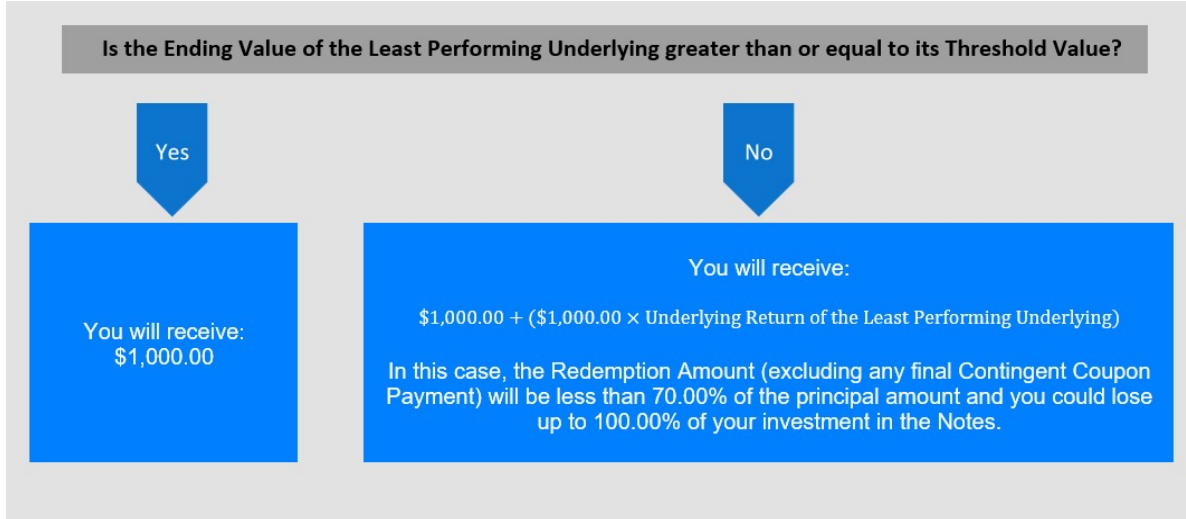 Is the Ending Value of the Least Performing Underlying greater than or equal to its Threshold Value?
Yes
No
You will receive:
$1,000.00
You will receive:
$1,000.00 + ($1,000.00 × Underlying Return of the Least Performing Underlying)
In this case, the Redemption Amount (excluding any final Contingent Coupon
Payment) will be less than 70.00% of the principal amount and you could lose
up to 100.00% of your investment in the Notes.